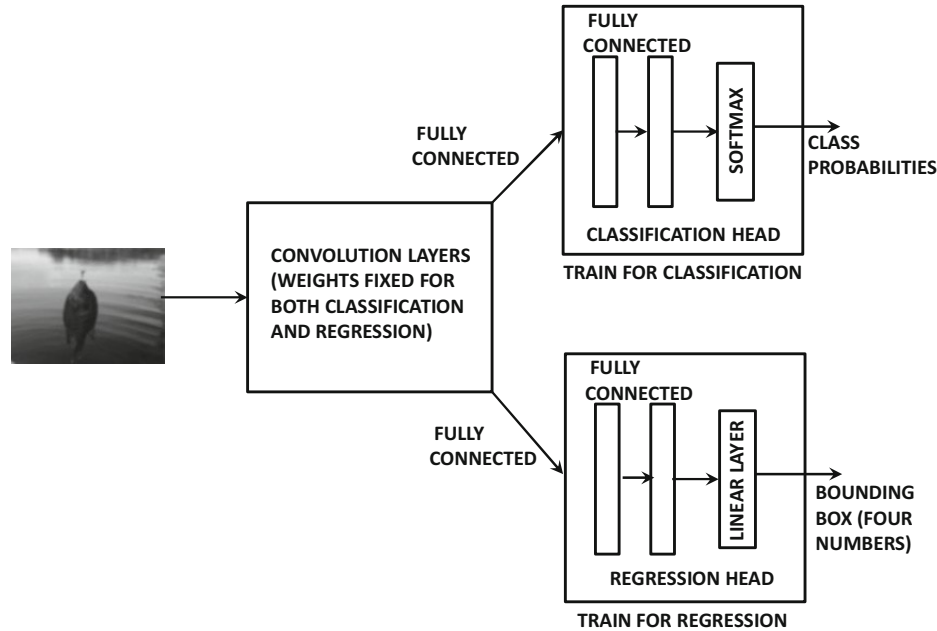 FULLY
CONNECTED
SOFTMAX
CLASSIFICATION HEAD
TRAIN FOR CLASSIFICATION
CLASS
PROBABILITIES
FULLY
CONNECTED
CONVOLUTION LAYERS
(WEIGHTS FIXED FOR
BOTH CLASSIFICATION
AND REGRESSION)
FULLY
CONNECTED
FULLY
CONNECTED
LINEAR LAYER
REGRESSION HEAD
TRAIN FOR REGRESSION
BOUNDING
BOX (FOUR
NUMBERS)